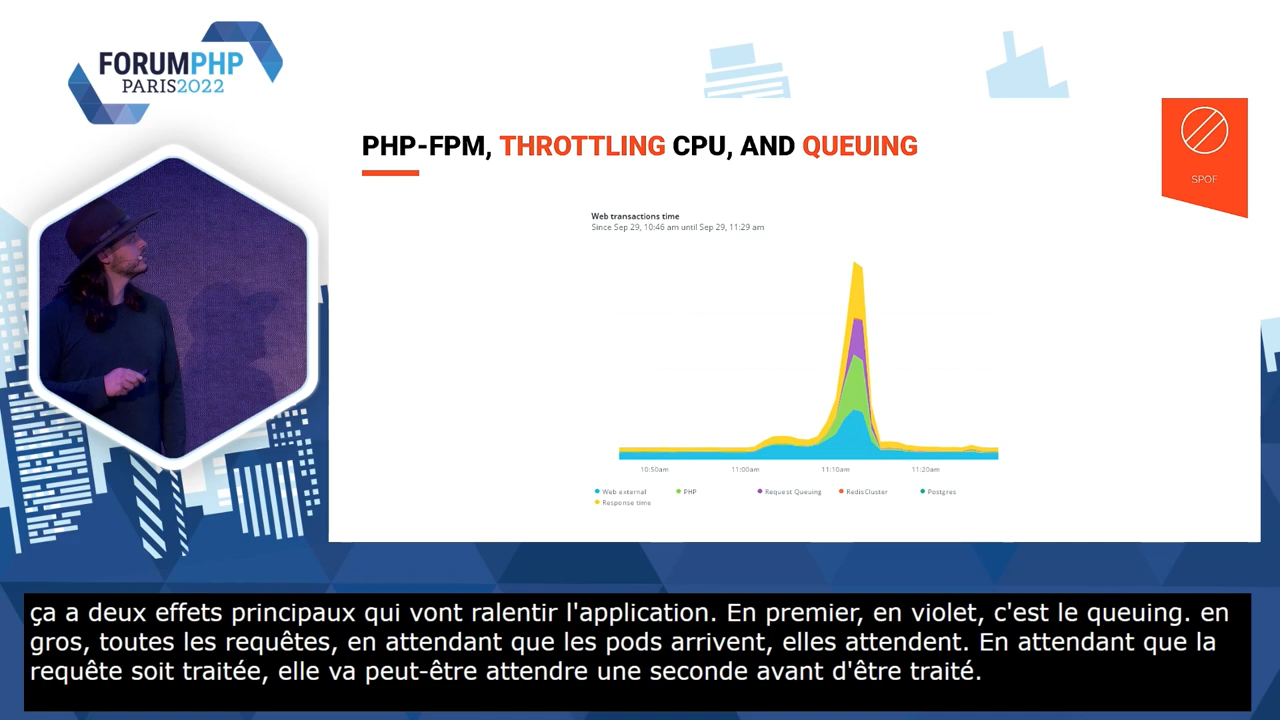 FORUMPHP
PARIS2022
PHP-FPM, THROTTLING CPU, AND QUEUING
SPOF
Web transactions time
Since Sep 29, 10:46 am until Sep 29, 11:29 am
10:50am 11:00am 11:10am 11:20am
Web external PHP Request Queuing RedisCluster Postgres
Response time
ça a deux effets principaux qui vont ralentir l'application. En premier, en violet, c'est le queuing. en
gros, toutes les requêtes, en attendant que les pods arrivent, elles attendent. En attendant que la
requête soit traitée, elle va peut-être attendre une seconde avant d'être traité.